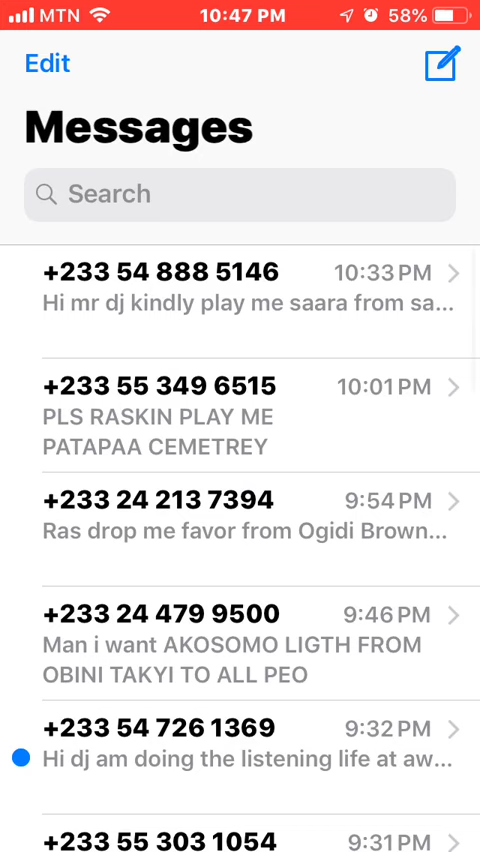 MTN 10:47 PM 58%
Edit
Messages
Search
+233 54 888 5146 10:33 PM
Hi mr dj kindly play me saara from sa...
+233 55 349 6515 10:01 PM
PLS RASKIN PLAY ME
PATAPAA CEMETREY
+233 24 213 7394 9:54 PM
Ras drop me favor from Ogidi Brown...
+233 24 479 9500 9:46 PM
Man i want AKOSOMO LIGTH FROM
OBINI TAKYI TO ALL PEO
+233 54 726 1369 9:32 PM
Hi dj am doing the listening life at aw...
+233 55 303 1054 9:31 PM